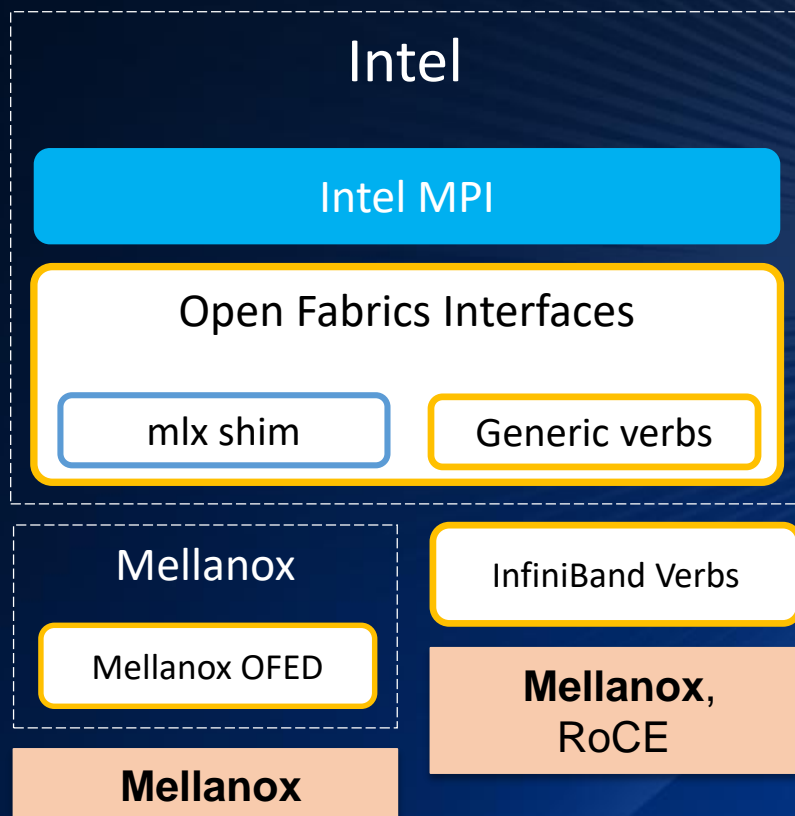 Intel
Intel MPI
Open Fabrics Interfaces
mlx shim
Generic verbs
Mellanox
Mellanox OFED
Mellanox
InfiniBand Verbs
Mellanox,
RoCE